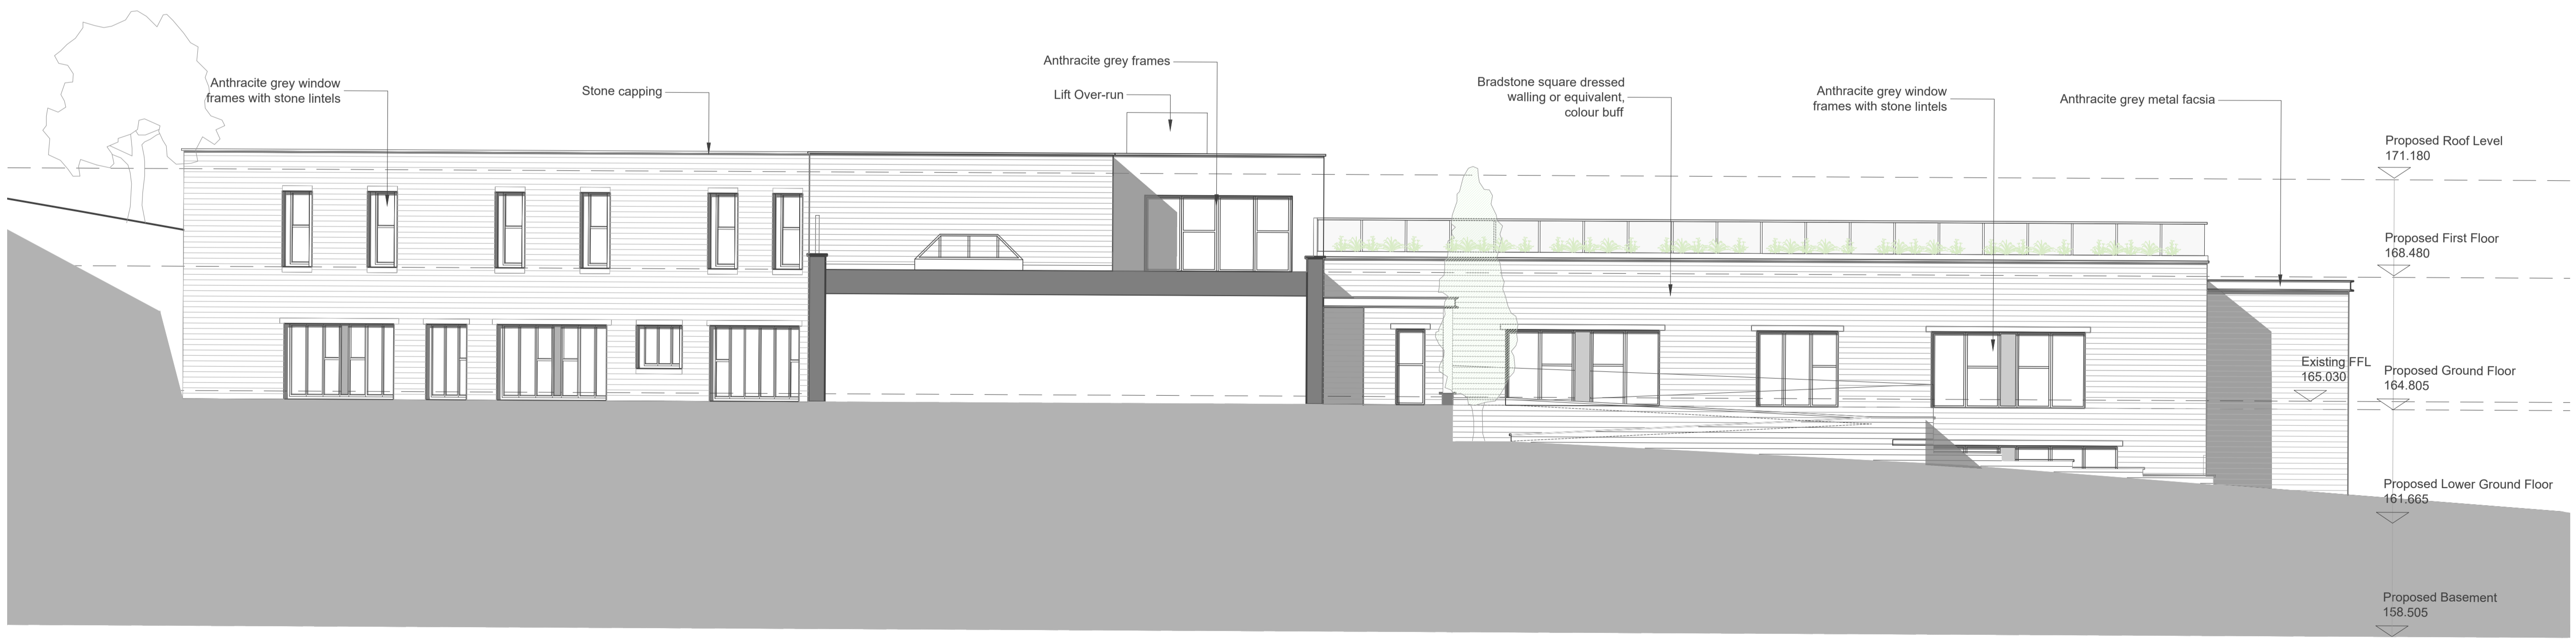 Anthracite grey window
frames with stone lintels
Stone capping
Anthracite grey frames
Lift Over-run
Bradstone square dressed
walling or equivalent,
colour buff
Anthracite grey window
frames with stone lintels
Anthracite grey metal facsia
Proposed Roof Level
171.180
Proposed First Floor
168.480
Existing FFL
165.030
Proposed Ground Floor
164.805
Proposed Lower Ground Floor
161.665
Proposed Basement
158.505